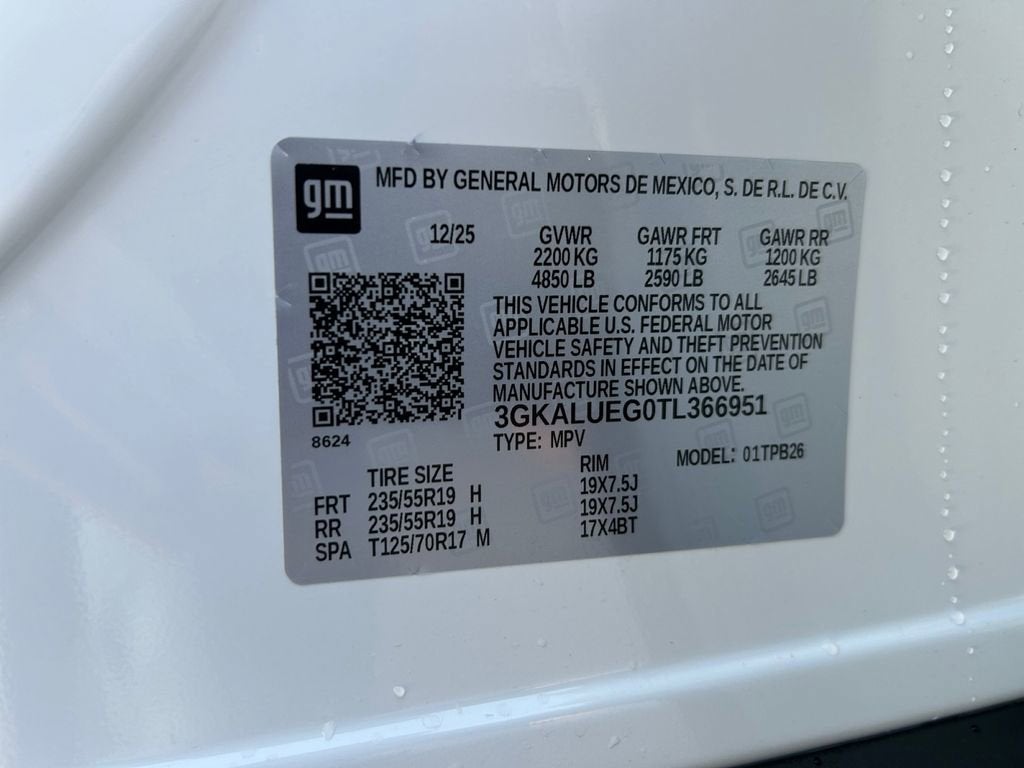 gm MFD BY GENERAL MOTORS DE MEXICO, S. DE R.L. DE C.V.
12/25 GVWR GAWR FRT GAWR RR
2200 KG 1175 KG 1200 KG
4850 LB 2590 LB 2645 LB
THIS VEHICLE CONFORMS TO ALL
APPLICABLE U.S. FEDERAL MOTOR
VEHICLE SAFETY AND THEFT PREVENTION
STANDARDS IN EFFECT ON THE DATE OF
MANUFACTURE SHOWN ABOVE.
3GKALUEG0TL366951
8624
TYPE: MPV MODEL: 01TPB26
TIRE SIZE RIM
FRT 235/55R19 H 19X7.5J
RR 235/55R19 H 19X7.5J
SPA T125/70R17 M 17X4BT